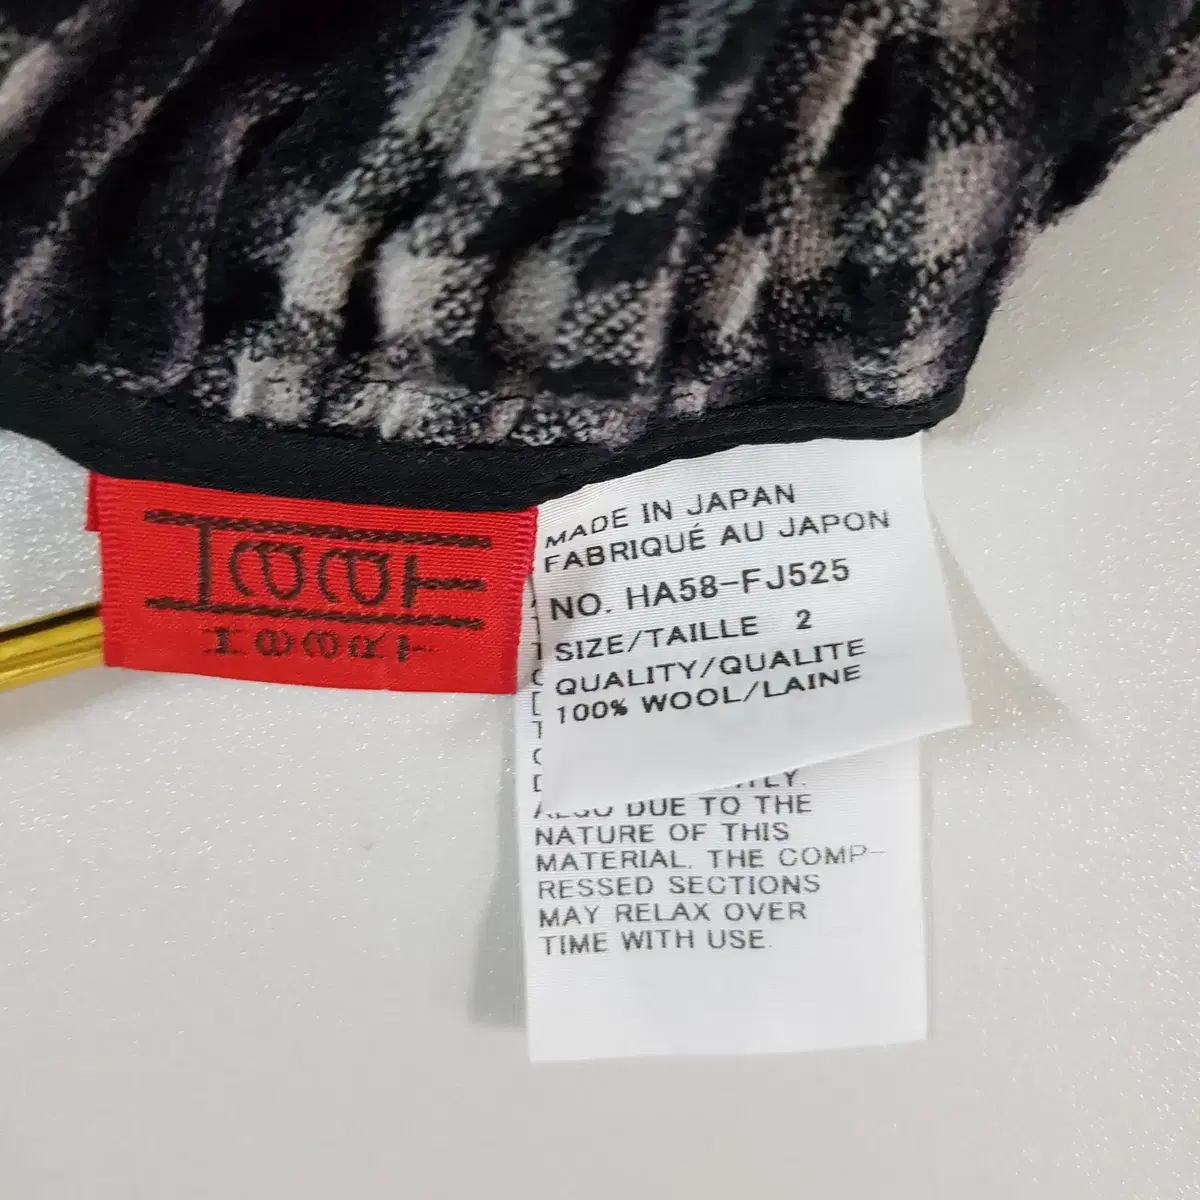 MADE IN JAPAN
FABRIQUÉ AU JAPON
NO. HA58-FJ525
SIZE/TAILLE 2
QUALITY/QUALITE
100% WOOL/LAINE
DUE TO THE
NATURE OF THIS
MATERIAL, THE COMP-
RESSED SECTIONS
MAY RELAX OVER
TIME WITH USE.